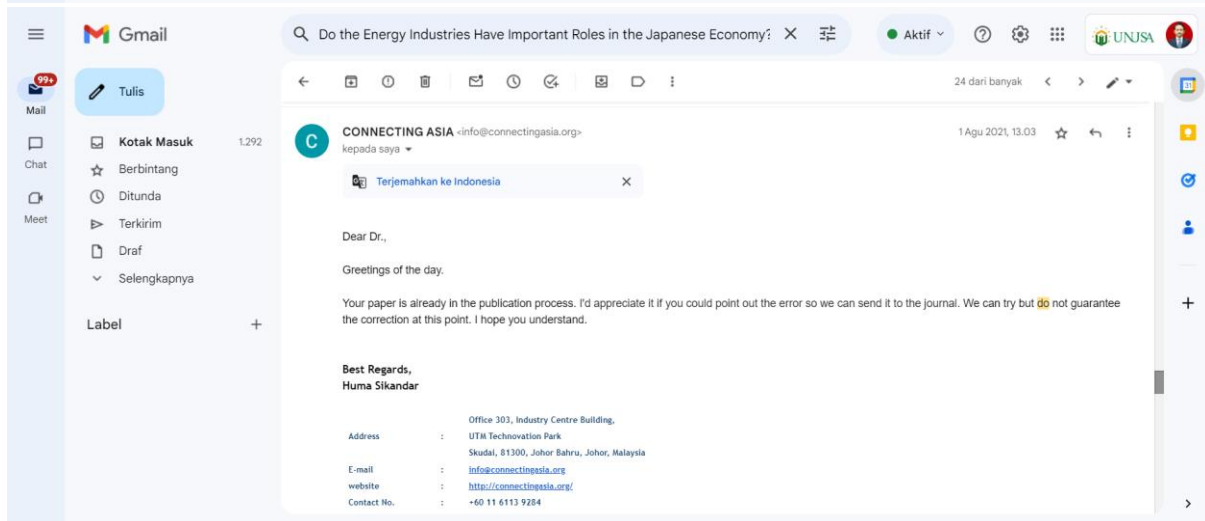 Gmail
Do the Energy Industries Have Important Roles in the Japanese Economy?
Aktif
UNJSA
99+
Mail
Chat
Meet
Tulis
Kotak Masuk 1.292
Berbintang
Ditunda
Terkirim
Draf
Selengkapnya
Label
24 dari banyak
31
C
CONNECTING ASIA <info@connectingasia.org>
1 Agu 2021, 13.03
kepada saya
Terjemahkan ke Indonesia
Dear Dr.,
Greetings of the day.
Your paper is already in the publication process. I'd appreciate it if you could point out the error so we can send it to the journal. We can try but do not guarantee
the correction at this point. I hope you understand.
Best Regards,
Huma Sikandar
Office 303, Industry Centre Building,
Address : UTM Technovation Park
Skudai, 81300, Johor Bahru, Johor, Malaysia
E-mail : info@connectingasia.org
website : http://connectingasia.org/
Contact No. : +60 11 6113 9284